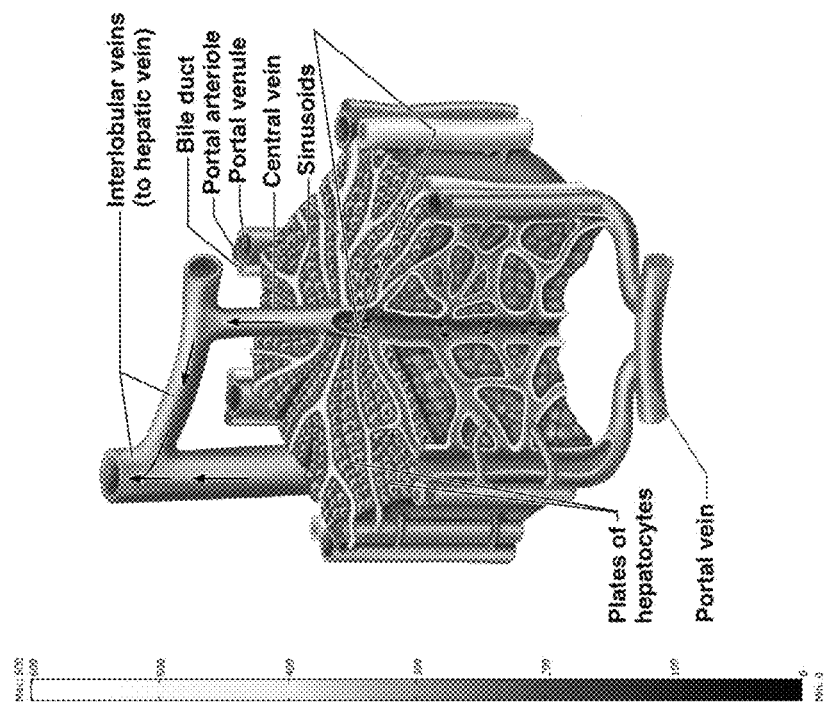 Interlobular veins
(to hepatic vein)
Bile duct
Portal arteriole
Portal venule
Central vein
Sinusoids
Plates of
hepatocytes
Portal vein